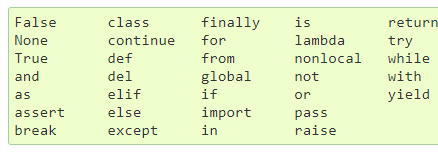 False class finally is return
None continue for lambda try
True def from nonlocal while
and del global not with
as elif if or yield
assert else import pass
break except in raise